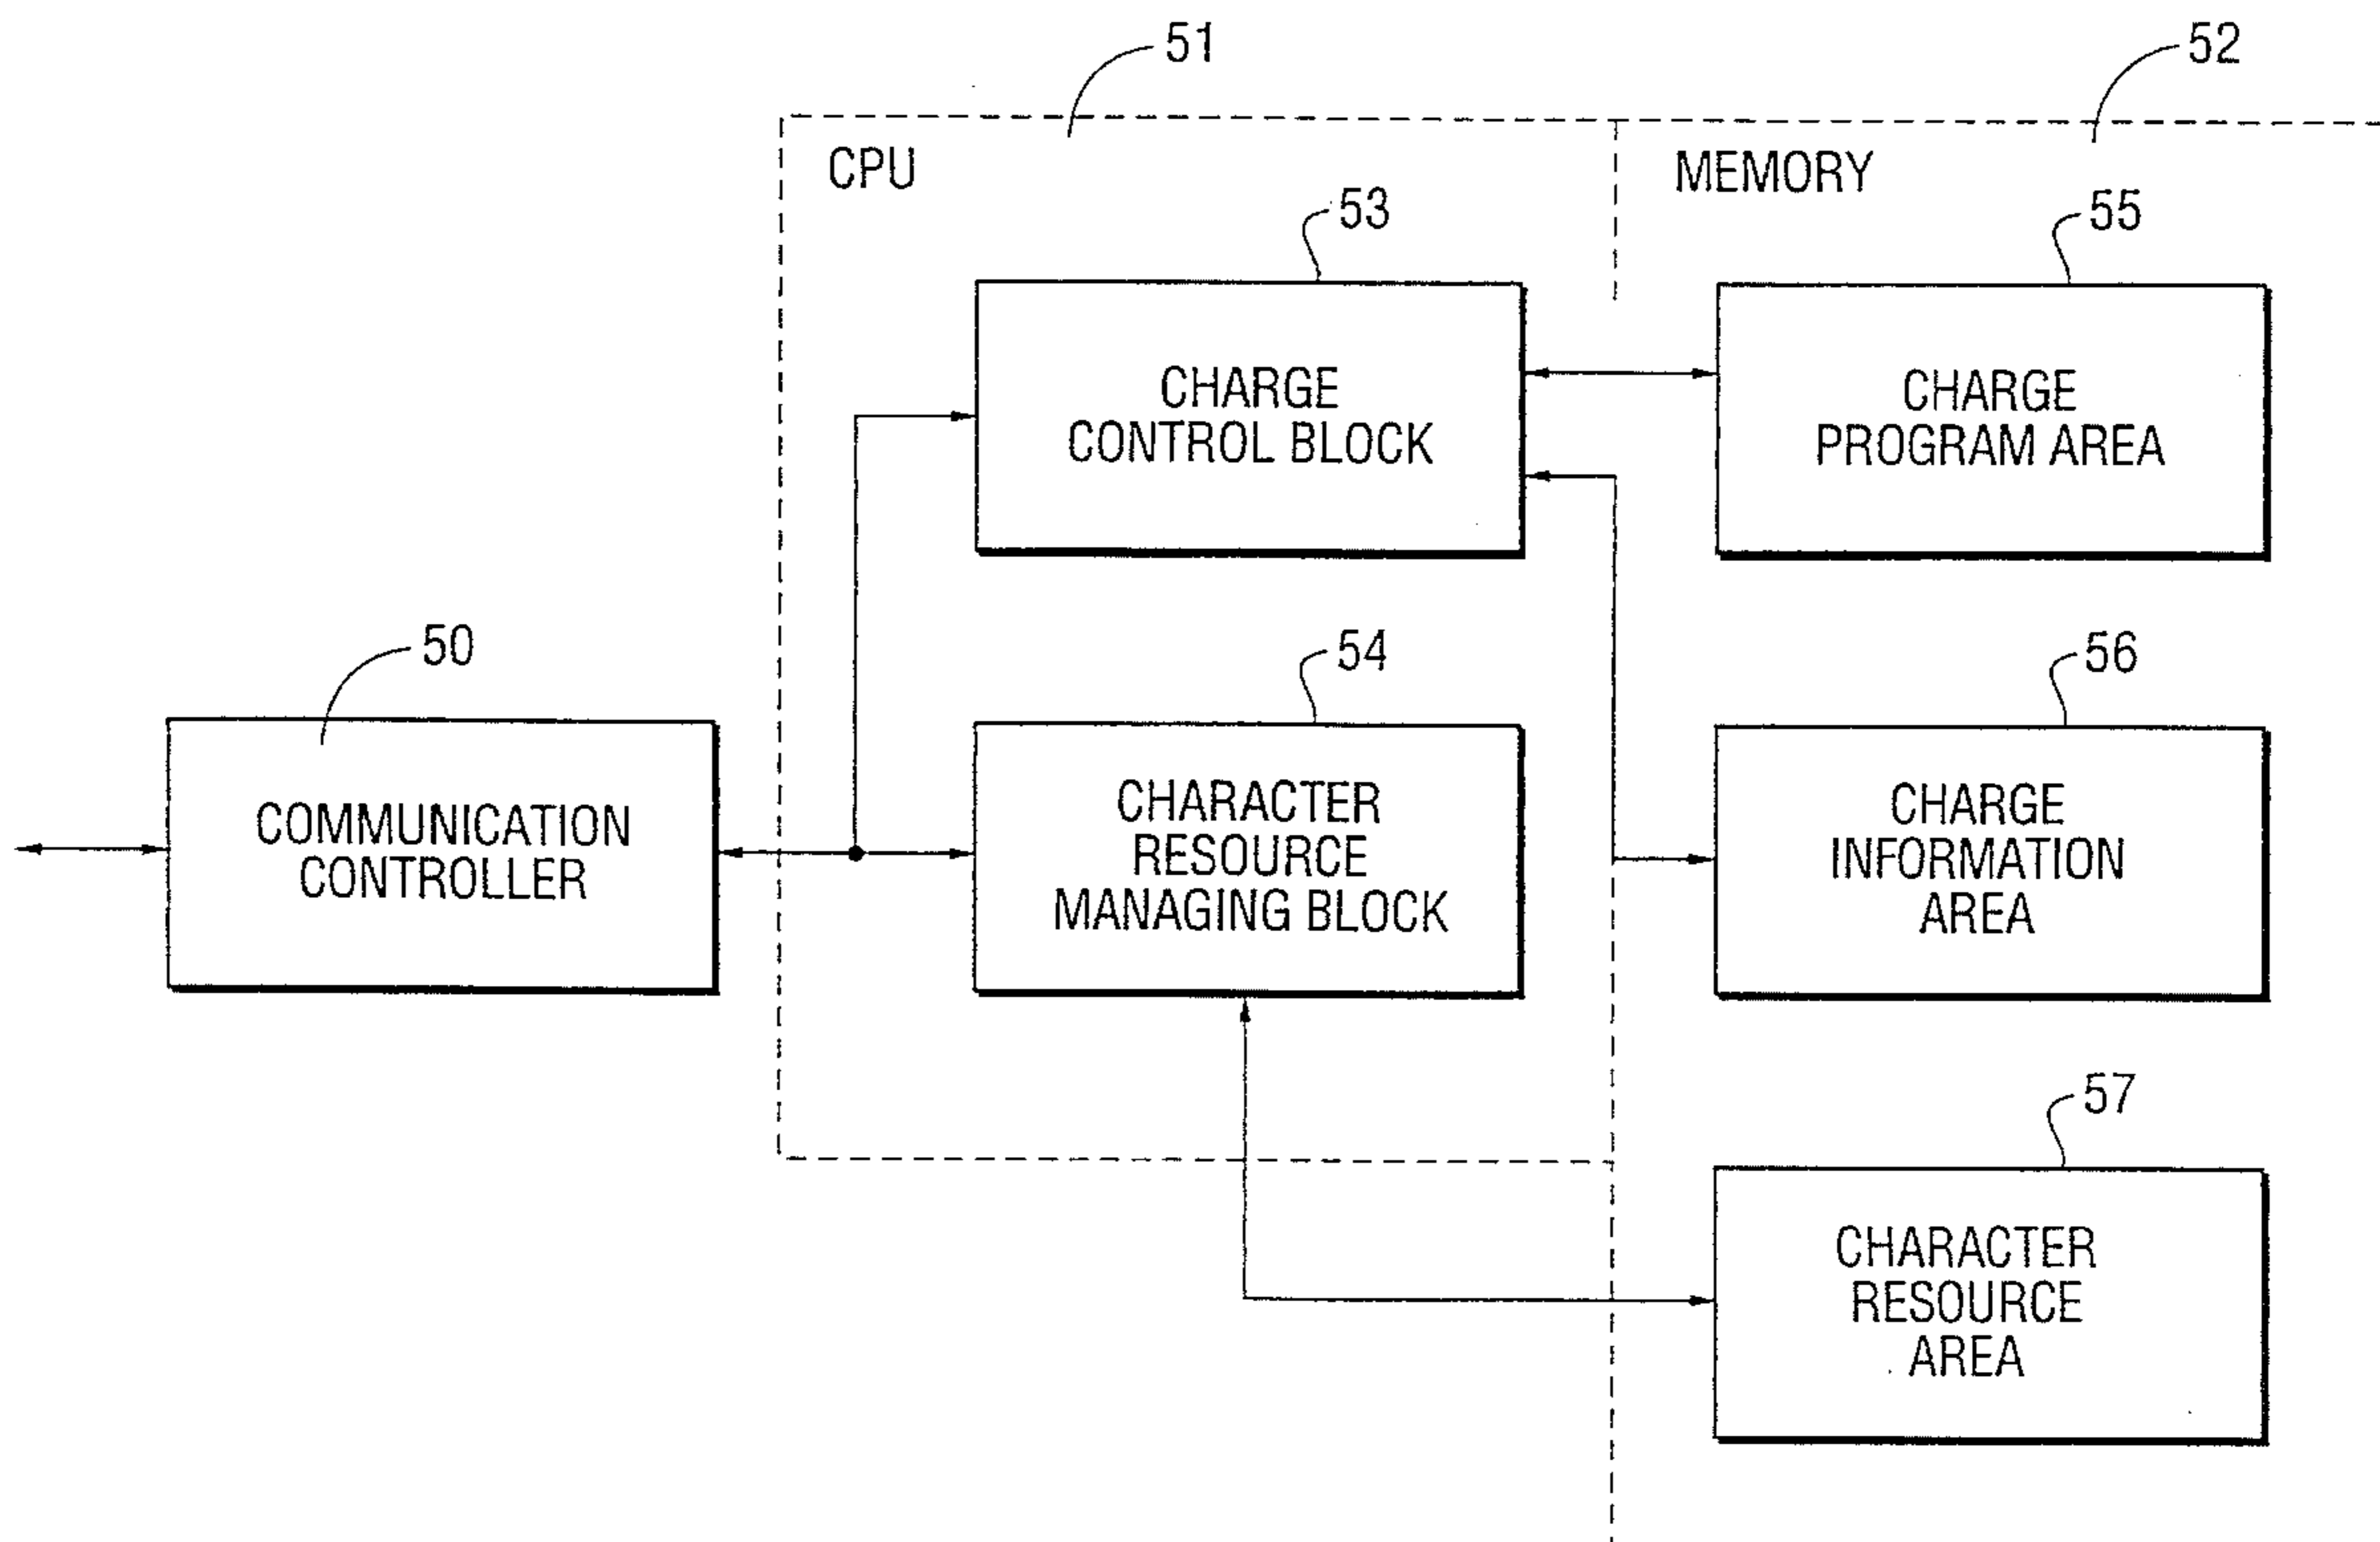 51
52
CPU
MEMORY
53
55
CHARGE
CONTROL BLOCK
CHARGE
PROGRAM AREA
50
54
56
COMMUNICATION
CONTROLLER
CHARACTER
RESOURCE
MANAGING BLOCK
CHARGE
INFORMATION
AREA
57
CHARACTER
RESOURCE
AREA